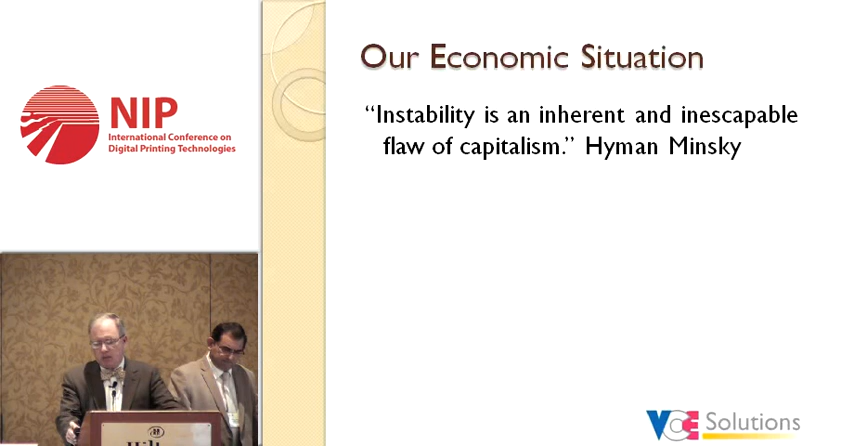 NIP
International Conference on
Digital Printing Technologies
Our Economic Situation
“Instability is an inherent and inescapable
flaw of capitalism.” Hyman Minsky
VCE Solutions